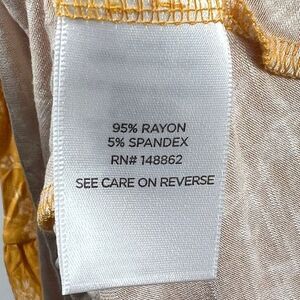 95% RAYON
5% SPANDEX
RN# 148862
SEE CARE ON REVERSE